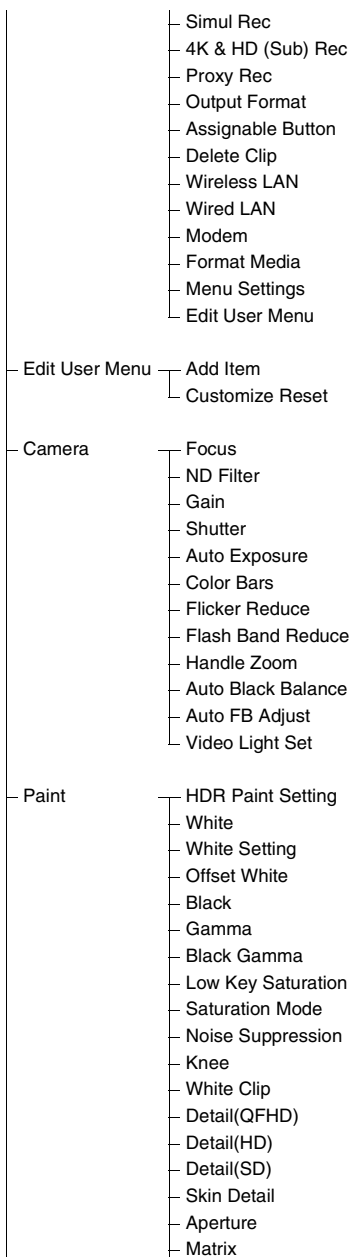 Simul Rec
4K & HD (Sub) Rec
Proxy Rec
Output Format
Assignable Button
Delete Clip
Wireless LAN
Wired LAN
Modem
Format Media
Menu Settings
Edit User Menu
Edit User Menu Add Item
Customize Reset
Camera Focus
ND Filter
Gain
Shutter
Auto Exposure
Color Bars
Flicker Reduce
Flash Band Reduce
Handle Zoom
Auto Black Balance
Auto FB Adjust
Video Light Set
Paint HDR Paint Setting
White
White Setting
Offset White
Black
Gamma
Black Gamma
Low Key Saturation
Saturation Mode
Noise Suppression
Knee
White Clip
Detail(QFHD)
Detail(HD)
Detail(SD)
Skin Detail
Aperture
Matrix